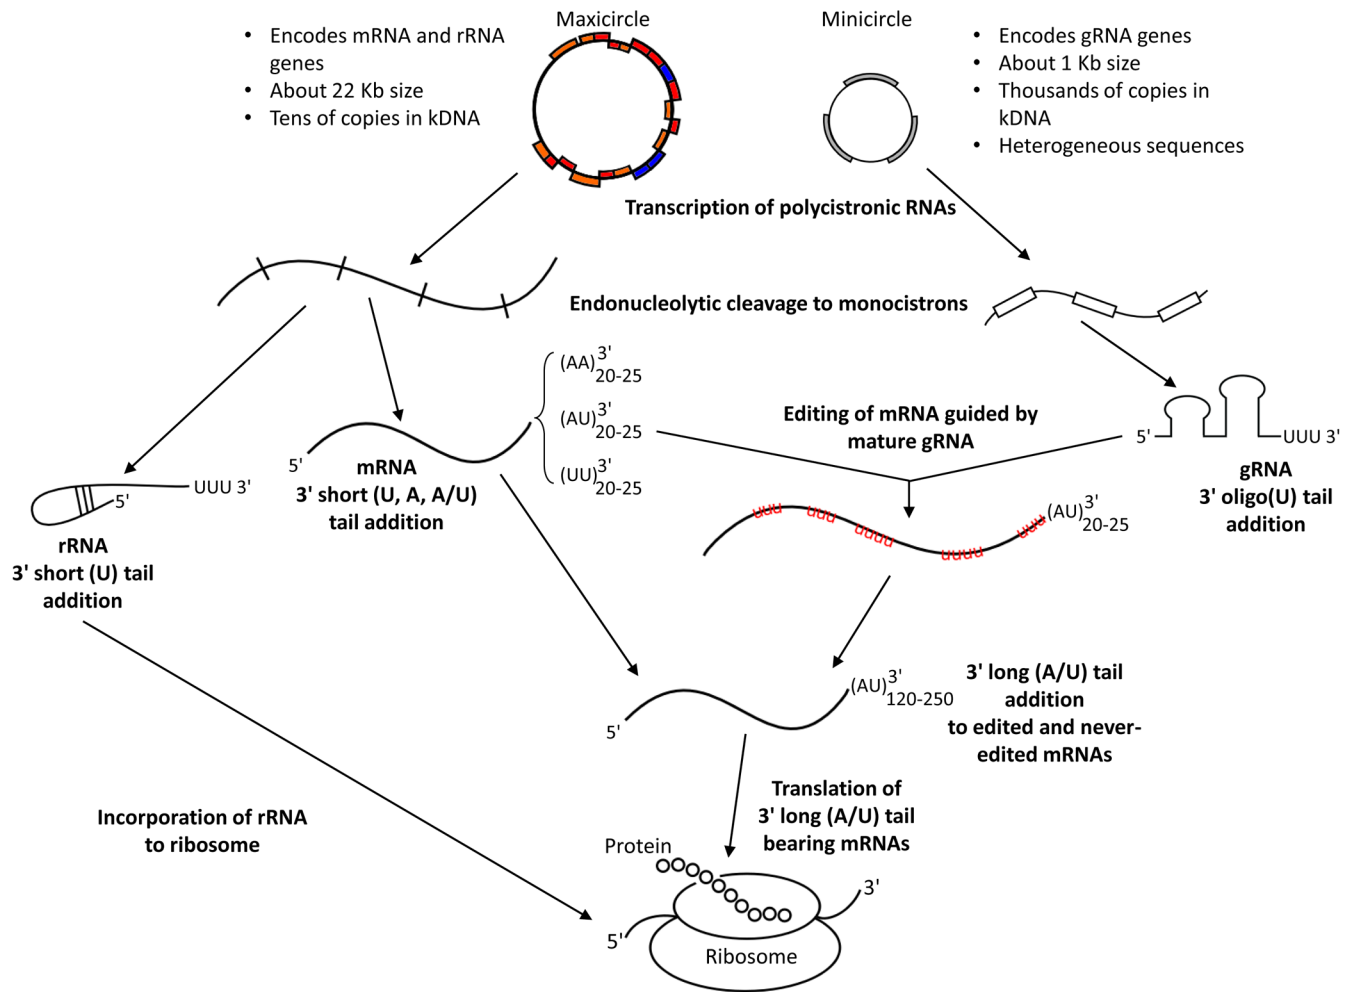 Maxicircle
Minicircle
• Encodes mRNA and rRNA
genes
• About 22 Kb size
• Tens of copies in kDNA
• Encodes gRNA genes
• About 1 Kb size
• Thousands of copies in
kDNA
• Heterogeneous sequences
Transcription of polycistronic RNAs
Endonucleolytic cleavage to monocistrons
(AA)3'20-25
(AU)3'20-25
(UU)3'20-25
5'
mRNA
3' short (U, A, A/U)
tail addition
Editing of mRNA guided by
mature gRNA
5'
UUU 3'
gRNA
3' oligo(U) tail
addition
UUU 3'
5'
rRNA
3' short (U) tail
addition
uuu
uuu
uuuu
uuuu
uuu
(AU)3'20-25
5'
(AU)3'120-250
3' long (A/U) tail
addition
to edited and never-
edited mRNAs
Translation of
3' long (A/U) tail
bearing mRNAs
Incorporation of rRNA
to ribosome
Protein
3'
5'
Ribosome